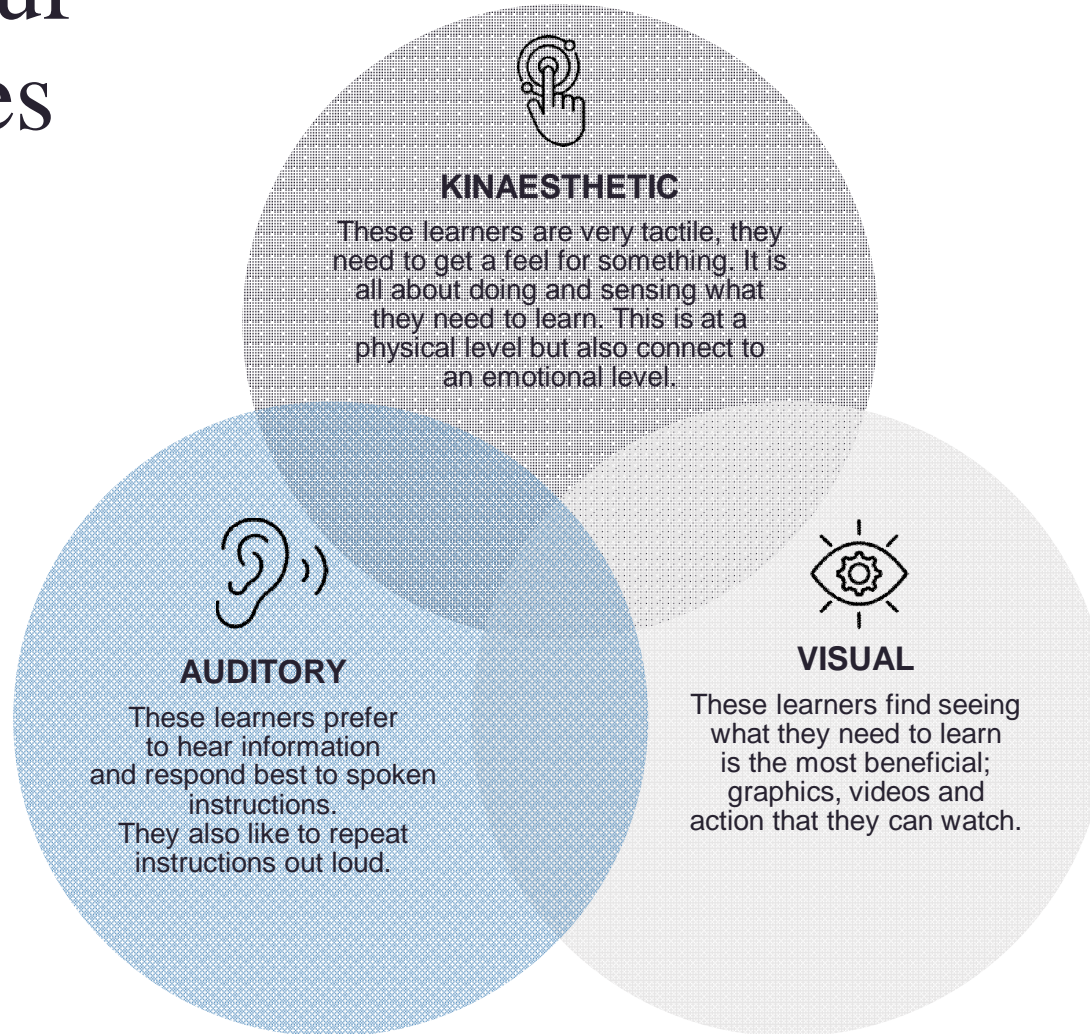 KINAESTHETIC
These learners are very tactile, they
need to get a feel for something. It is
all about doing and sensing what
they need to learn. This is at a
physical level but also connect to
an emotional level.
AUDITORY
These learners prefer
to hear information
and respond best to spoken
instructions.
They also like to repeat
instructions out loud.
VISUAL
These learners find seeing
what they need to learn
is the most beneficial;
graphics, videos and
action that they can watch.